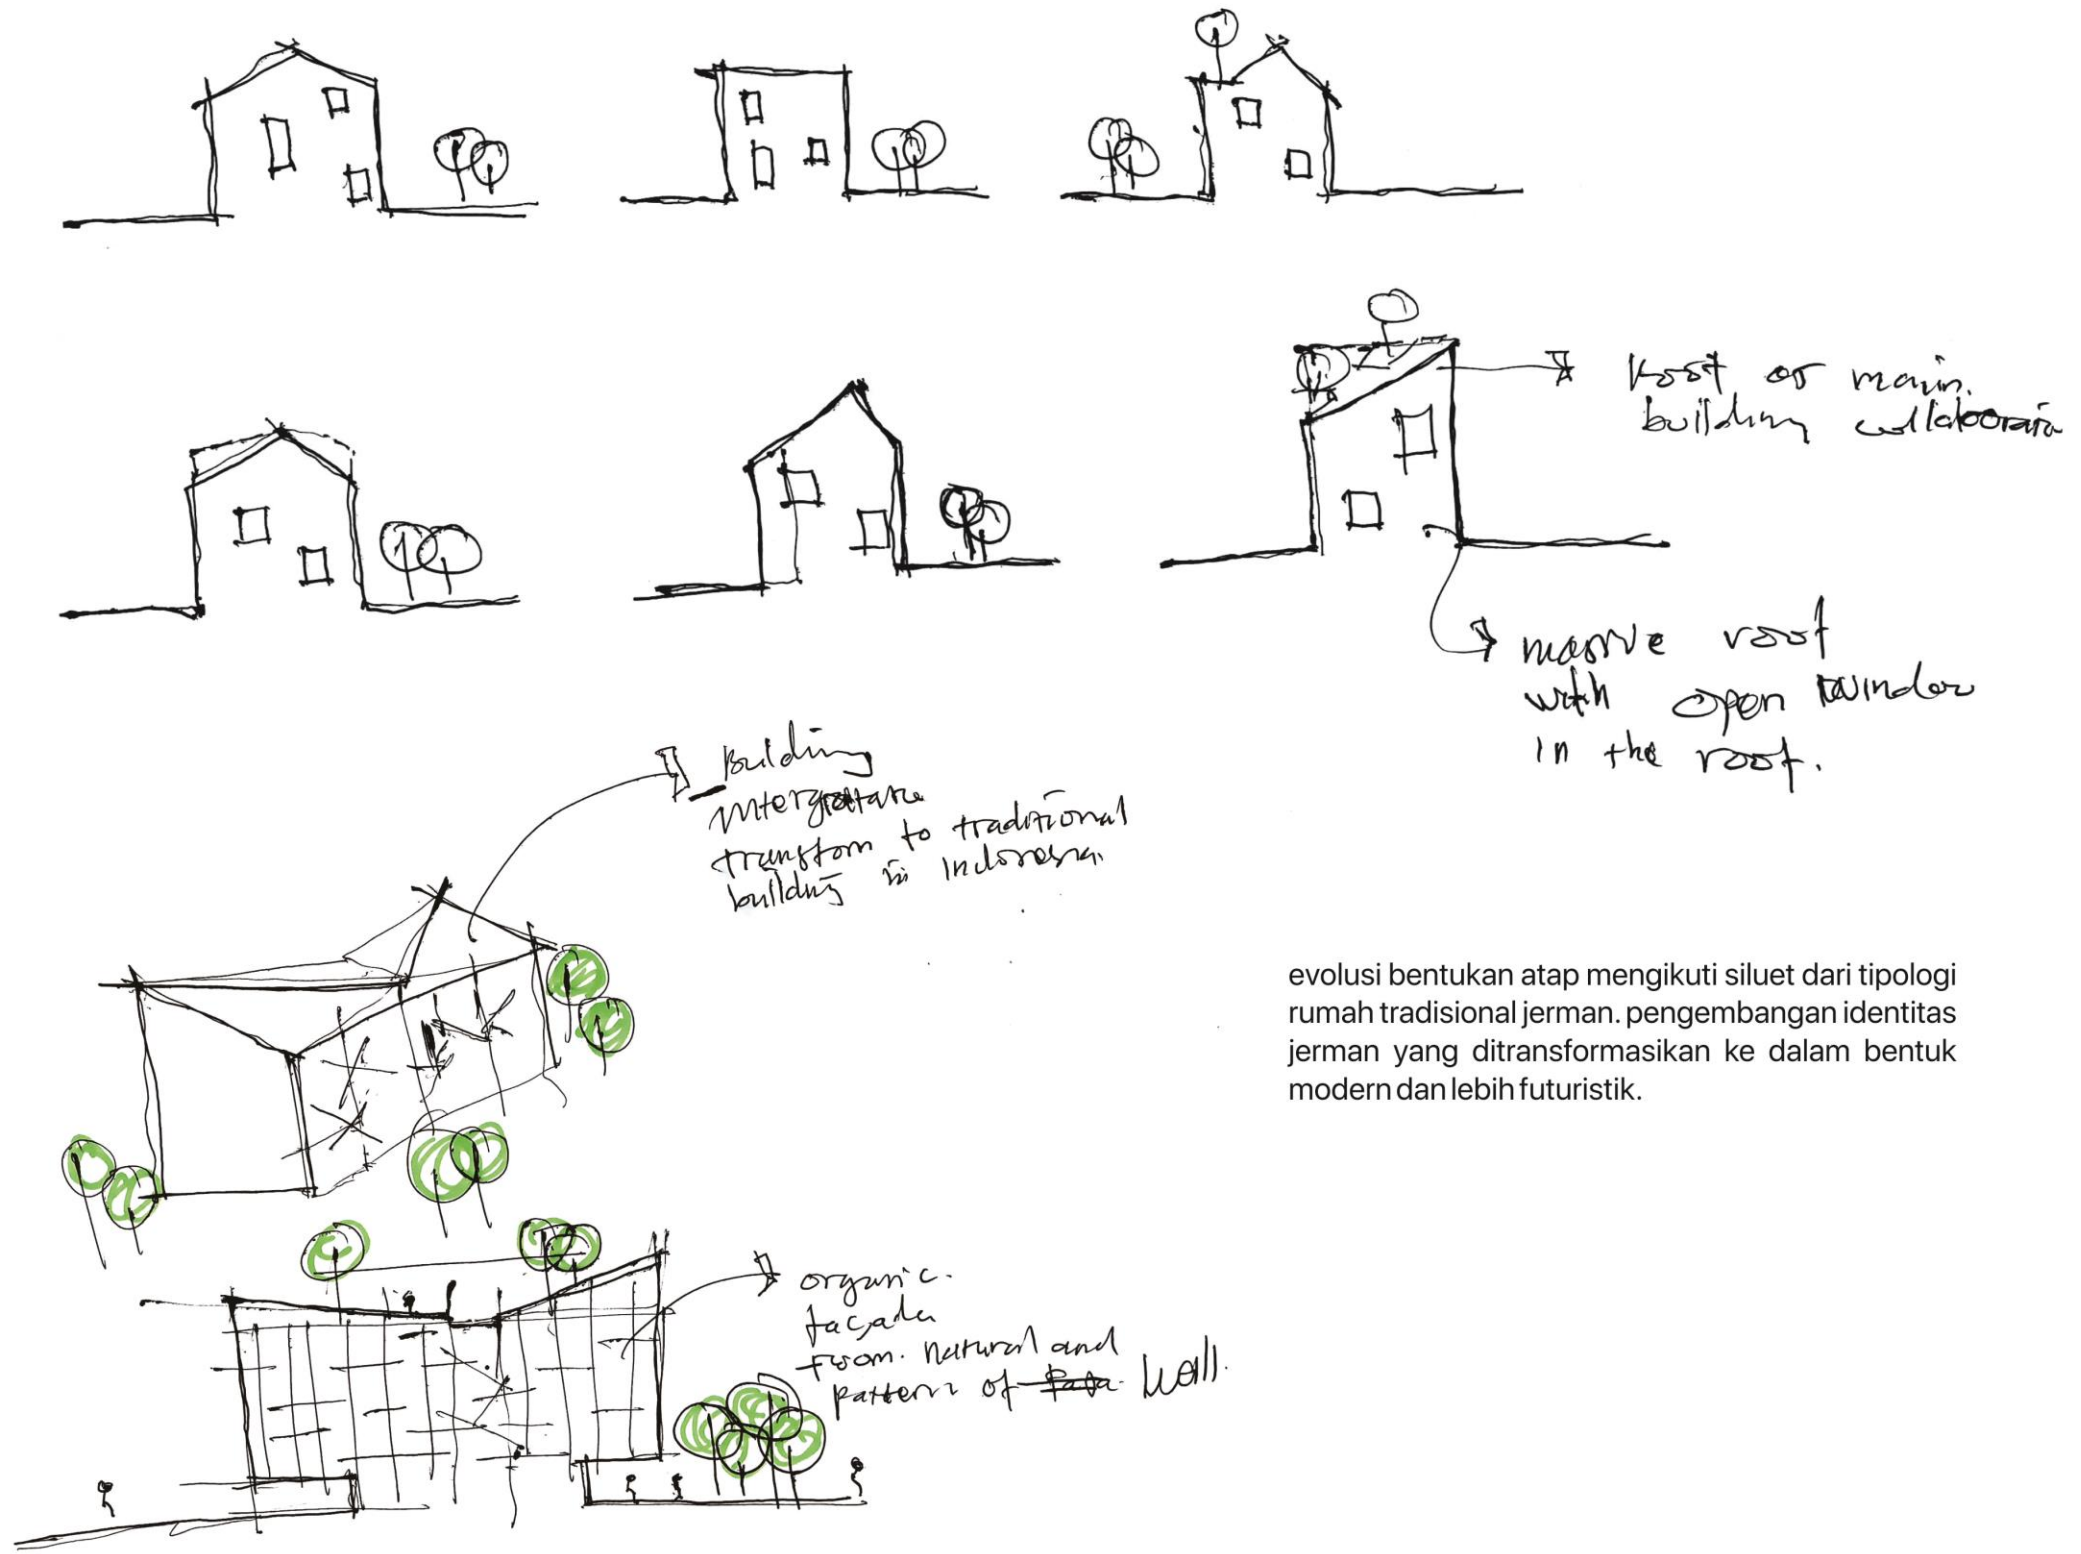 Roof or main.
building collaboratio
massive roof
with open window
in the roof.
Building
transform to traditional
building in Indonesia.
evolusi bentukan atap mengikuti siluet dari tipologi
rumah tradisional jerman. pengembangan identitas
jerman yang ditransformasikan ke dalam bentuk
modern dan lebih futuristik.
organic.
façade
from. natural and
pattern of wall.